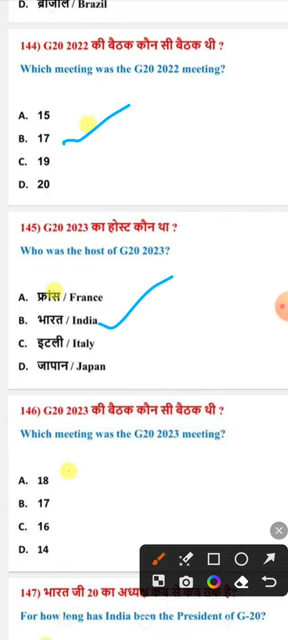 D. ब्राजील / Brazil
144) G20 2022 की बैठक कौन सी बैठक थी ?
Which meeting was the G20 2022 meeting?
A. 15
B. 17
C. 19
D. 20
145) G20 2023 का होस्ट कौन था ?
Who was the host of G20 2023?
A. फ्रांस / France
B. भारत / India
C. इटली / Italy
D. जापान / Japan
146) G20 2023 की बैठक कौन सी बैठक थी ?
Which meeting was the G20 2023 meeting?
A. 18
B. 17
C. 16
D. 14
147) भारत जी 20 का
For how long has India been the President of G-20?